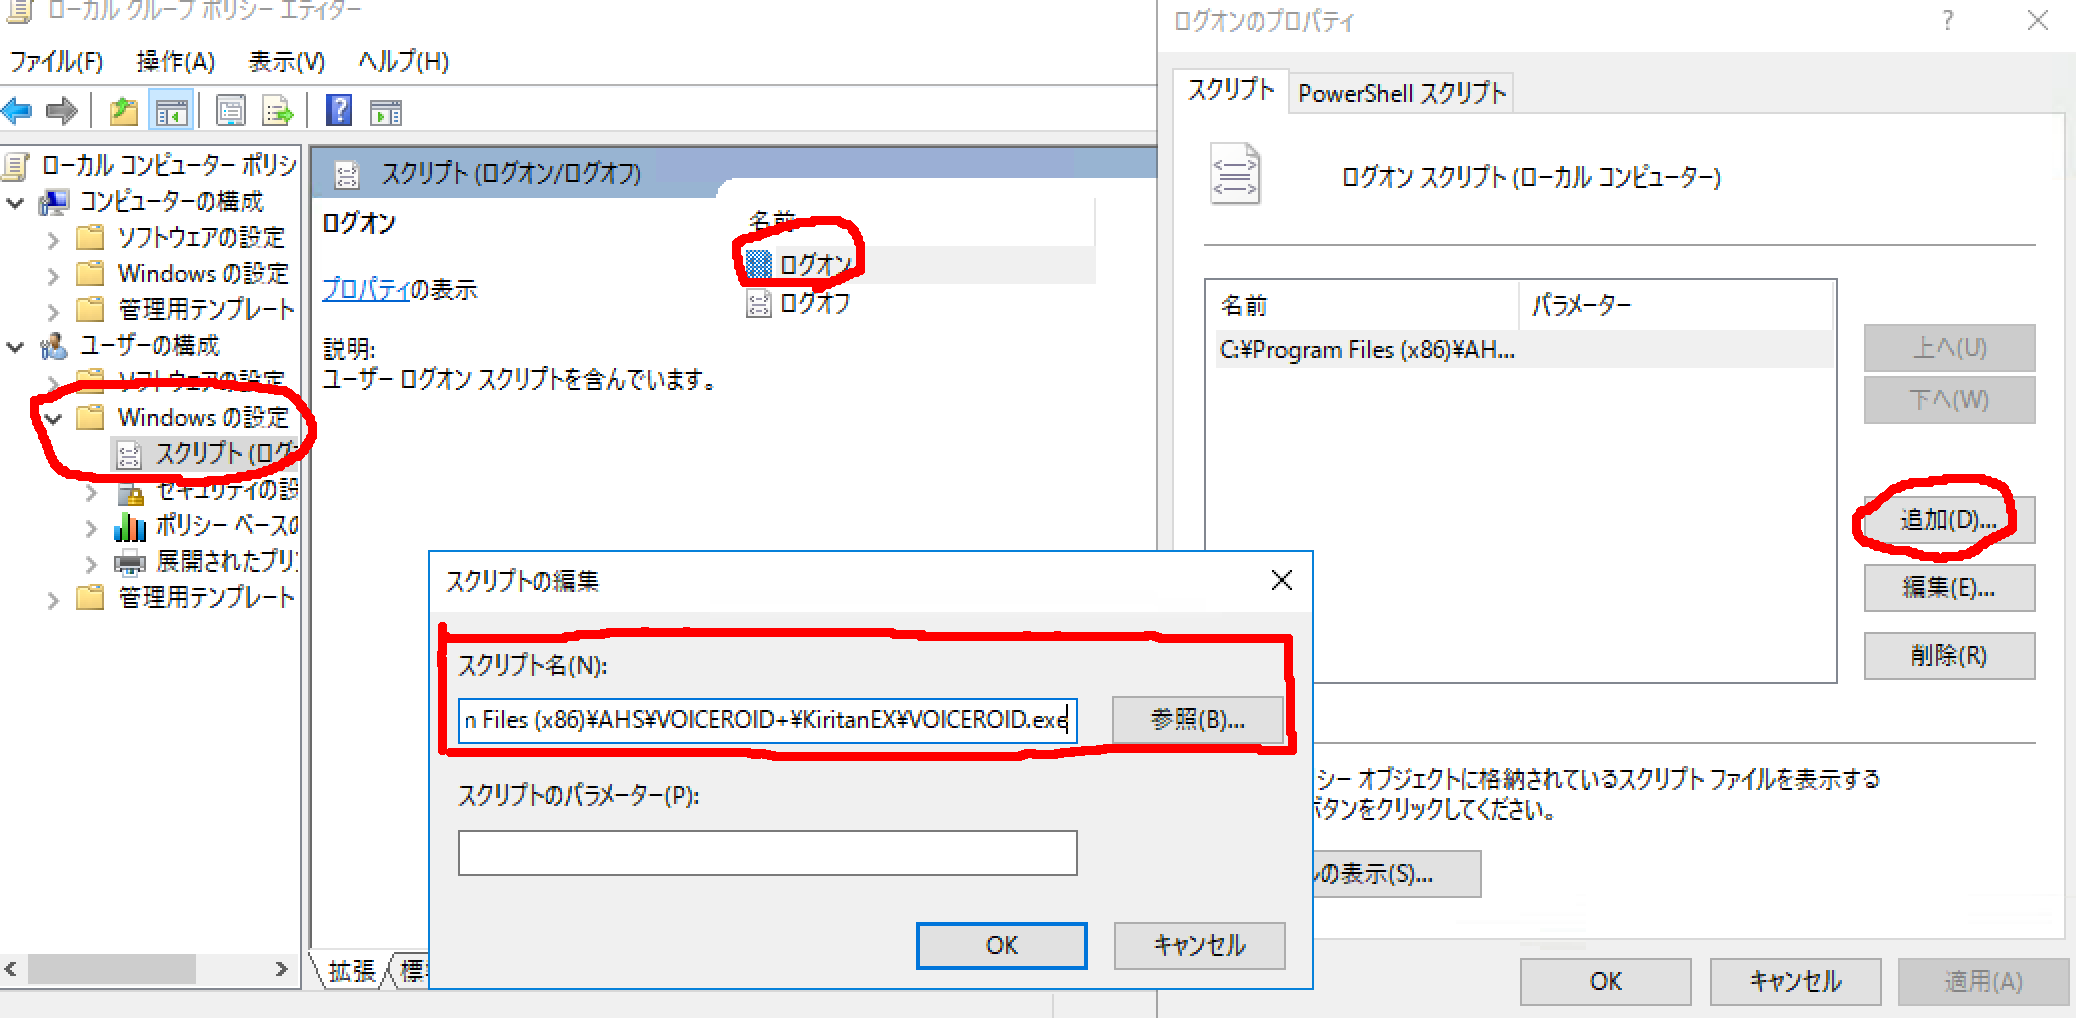 ローカル グループ ポリシー エディター
ファイル(F) 操作(A) 表示(V) ヘルプ(H)
ローカル コンピューター ポリシ
コンピューターの構成
ソフトウェアの設定
Windows の設定
管理用テンプレート
ユーザーの構成
ソフトウェアの設定
Windows の設定
スクリプト (ログ
セキュリティの設
ポリシー ベースの
展開されたプリ
管理用テンプレート
スクリプト (ログオン/ログオフ)
ログオン
プロパティの表示
説明:
ユーザー ログオン スクリプトを含んでいます。
名前
ログオン
ログオフ
拡張
標
ログオンのプロパティ
?
スクリプト
PowerShell スクリプト
ログオン スクリプト (ローカル コンピューター)
名前 パラメーター
C:¥Program Files (x86)¥AH...
上へ(U)
下へ(W)
追加(D)...
編集(E)...
削除(R)
シー オブジェクトに格納されているスクリプト ファイルを表示する
ボタンをクリックしてください。
の表示(S)...
OK キャンセル 適用(A)
スクリプトの編集
スクリプト名(N):
n Files (x86)¥AHS¥VOICEROID+¥KiritanEX¥VOICEROID.exe
参照(B)...
スクリプトのパラメーター(P):
OK キャンセル